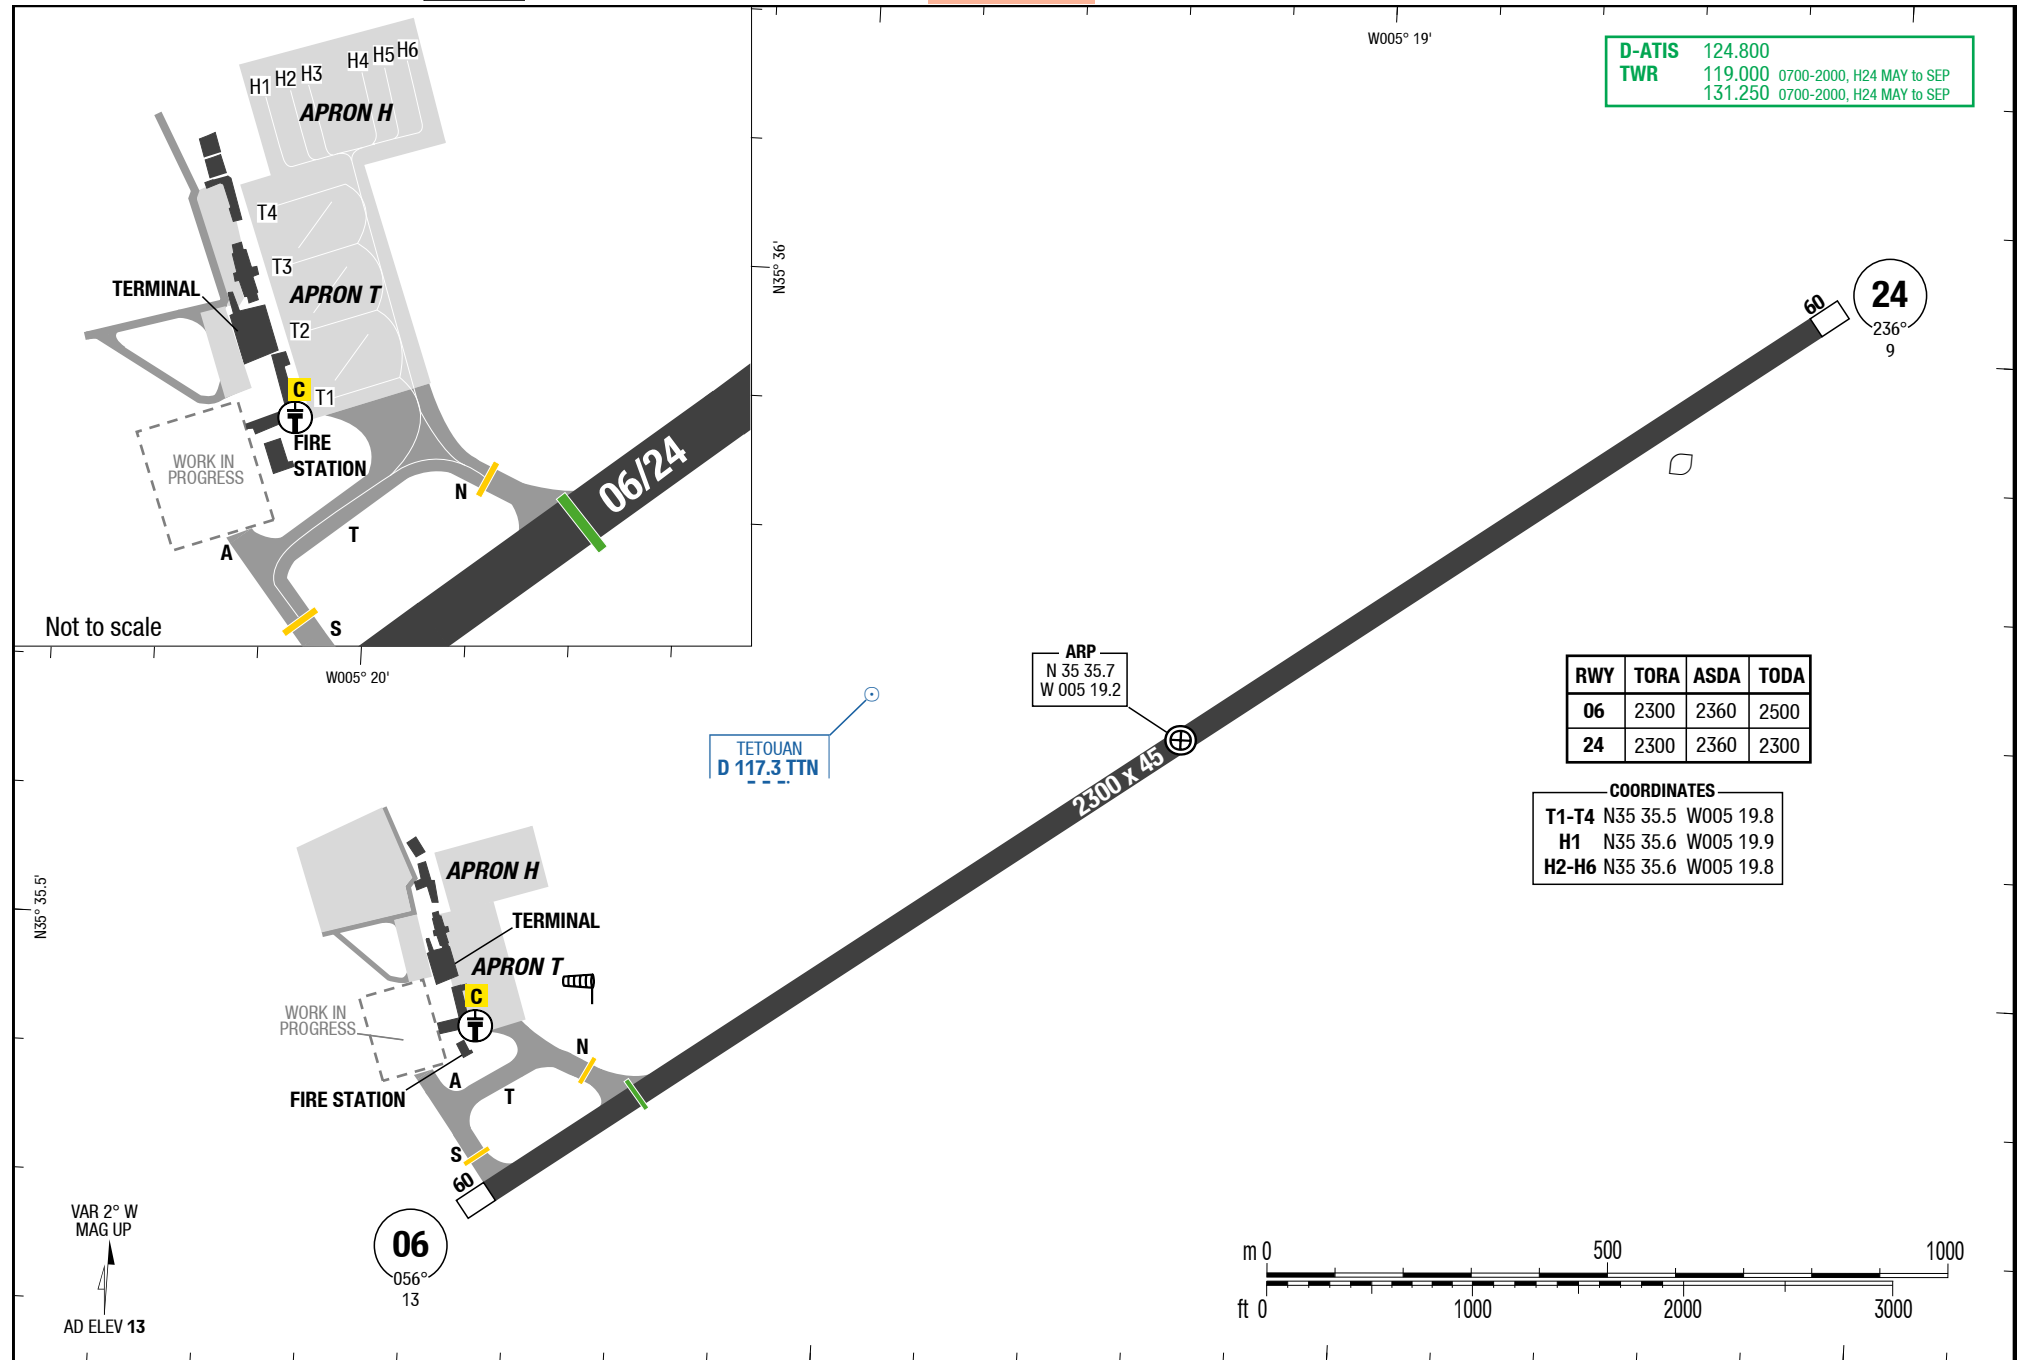 H1 H2 H3 H4 H5 H6
APRON H
T4
T3
TERMINAL
APRON T
T2
C
T1
FIRE
STATION
WORK IN
PROGRESS
N
06/24
T
A
S
Not to scale
W005° 20'
W005° 19'
N35° 36'
D-ATIS 124.800
TWR 119.000 0700-2000, H24 MAY to SEP
131.250 0700-2000, H24 MAY to SEP
60
24
236°
9
ARP
N 35 35.7
W 005 19.2
TETOUAN
D 117.3 TTN
2300 x 45
RWY TORA ASDA TODA
06 2300 2360 2500
24 2300 2360 2300
COORDINATES
T1-T4 N35 35.5 W005 19.8
H1 N35 35.6 W005 19.9
H2-H6 N35 35.6 W005 19.8
N35° 35.5'
APRON H
TERMINAL
APRON T
C
WORK IN
PROGRESS
N
A
T
FIRE STATION
S
60
06
056°
13
VAR 2° W
MAG UP
AD ELEV 13
m 0 500 1000
ft 0 1000 2000 3000